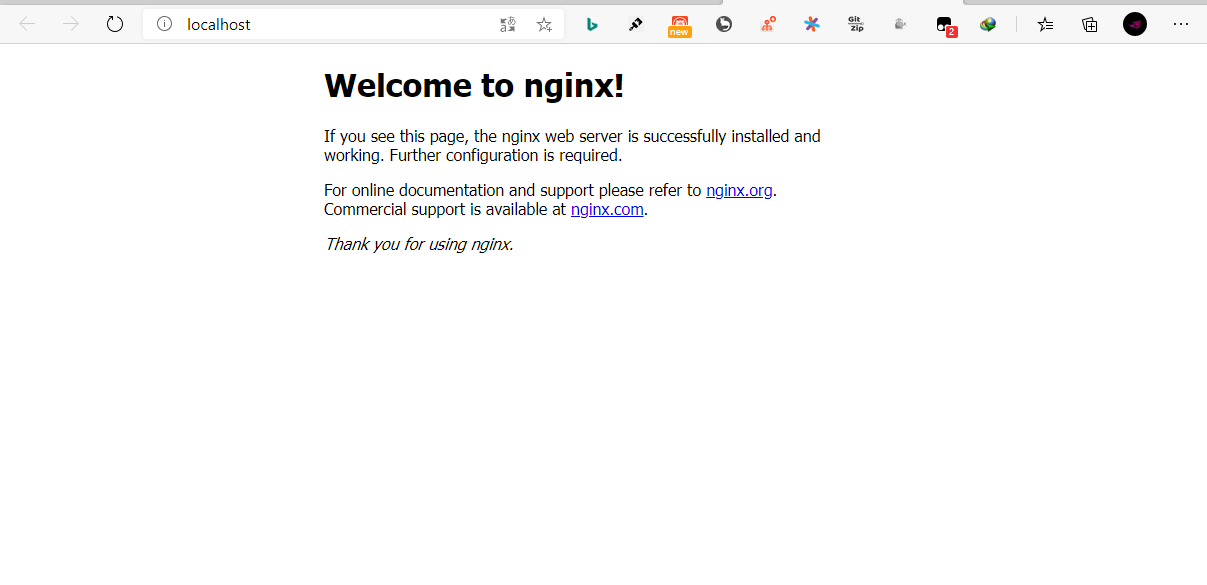 localhost
new
Git
Zip
2
Welcome to nginx!
If you see this page, the nginx web server is successfully installed and
working. Further configuration is required.
For online documentation and support please refer to nginx.org.
Commercial support is available at nginx.com.
Thank you for using nginx.